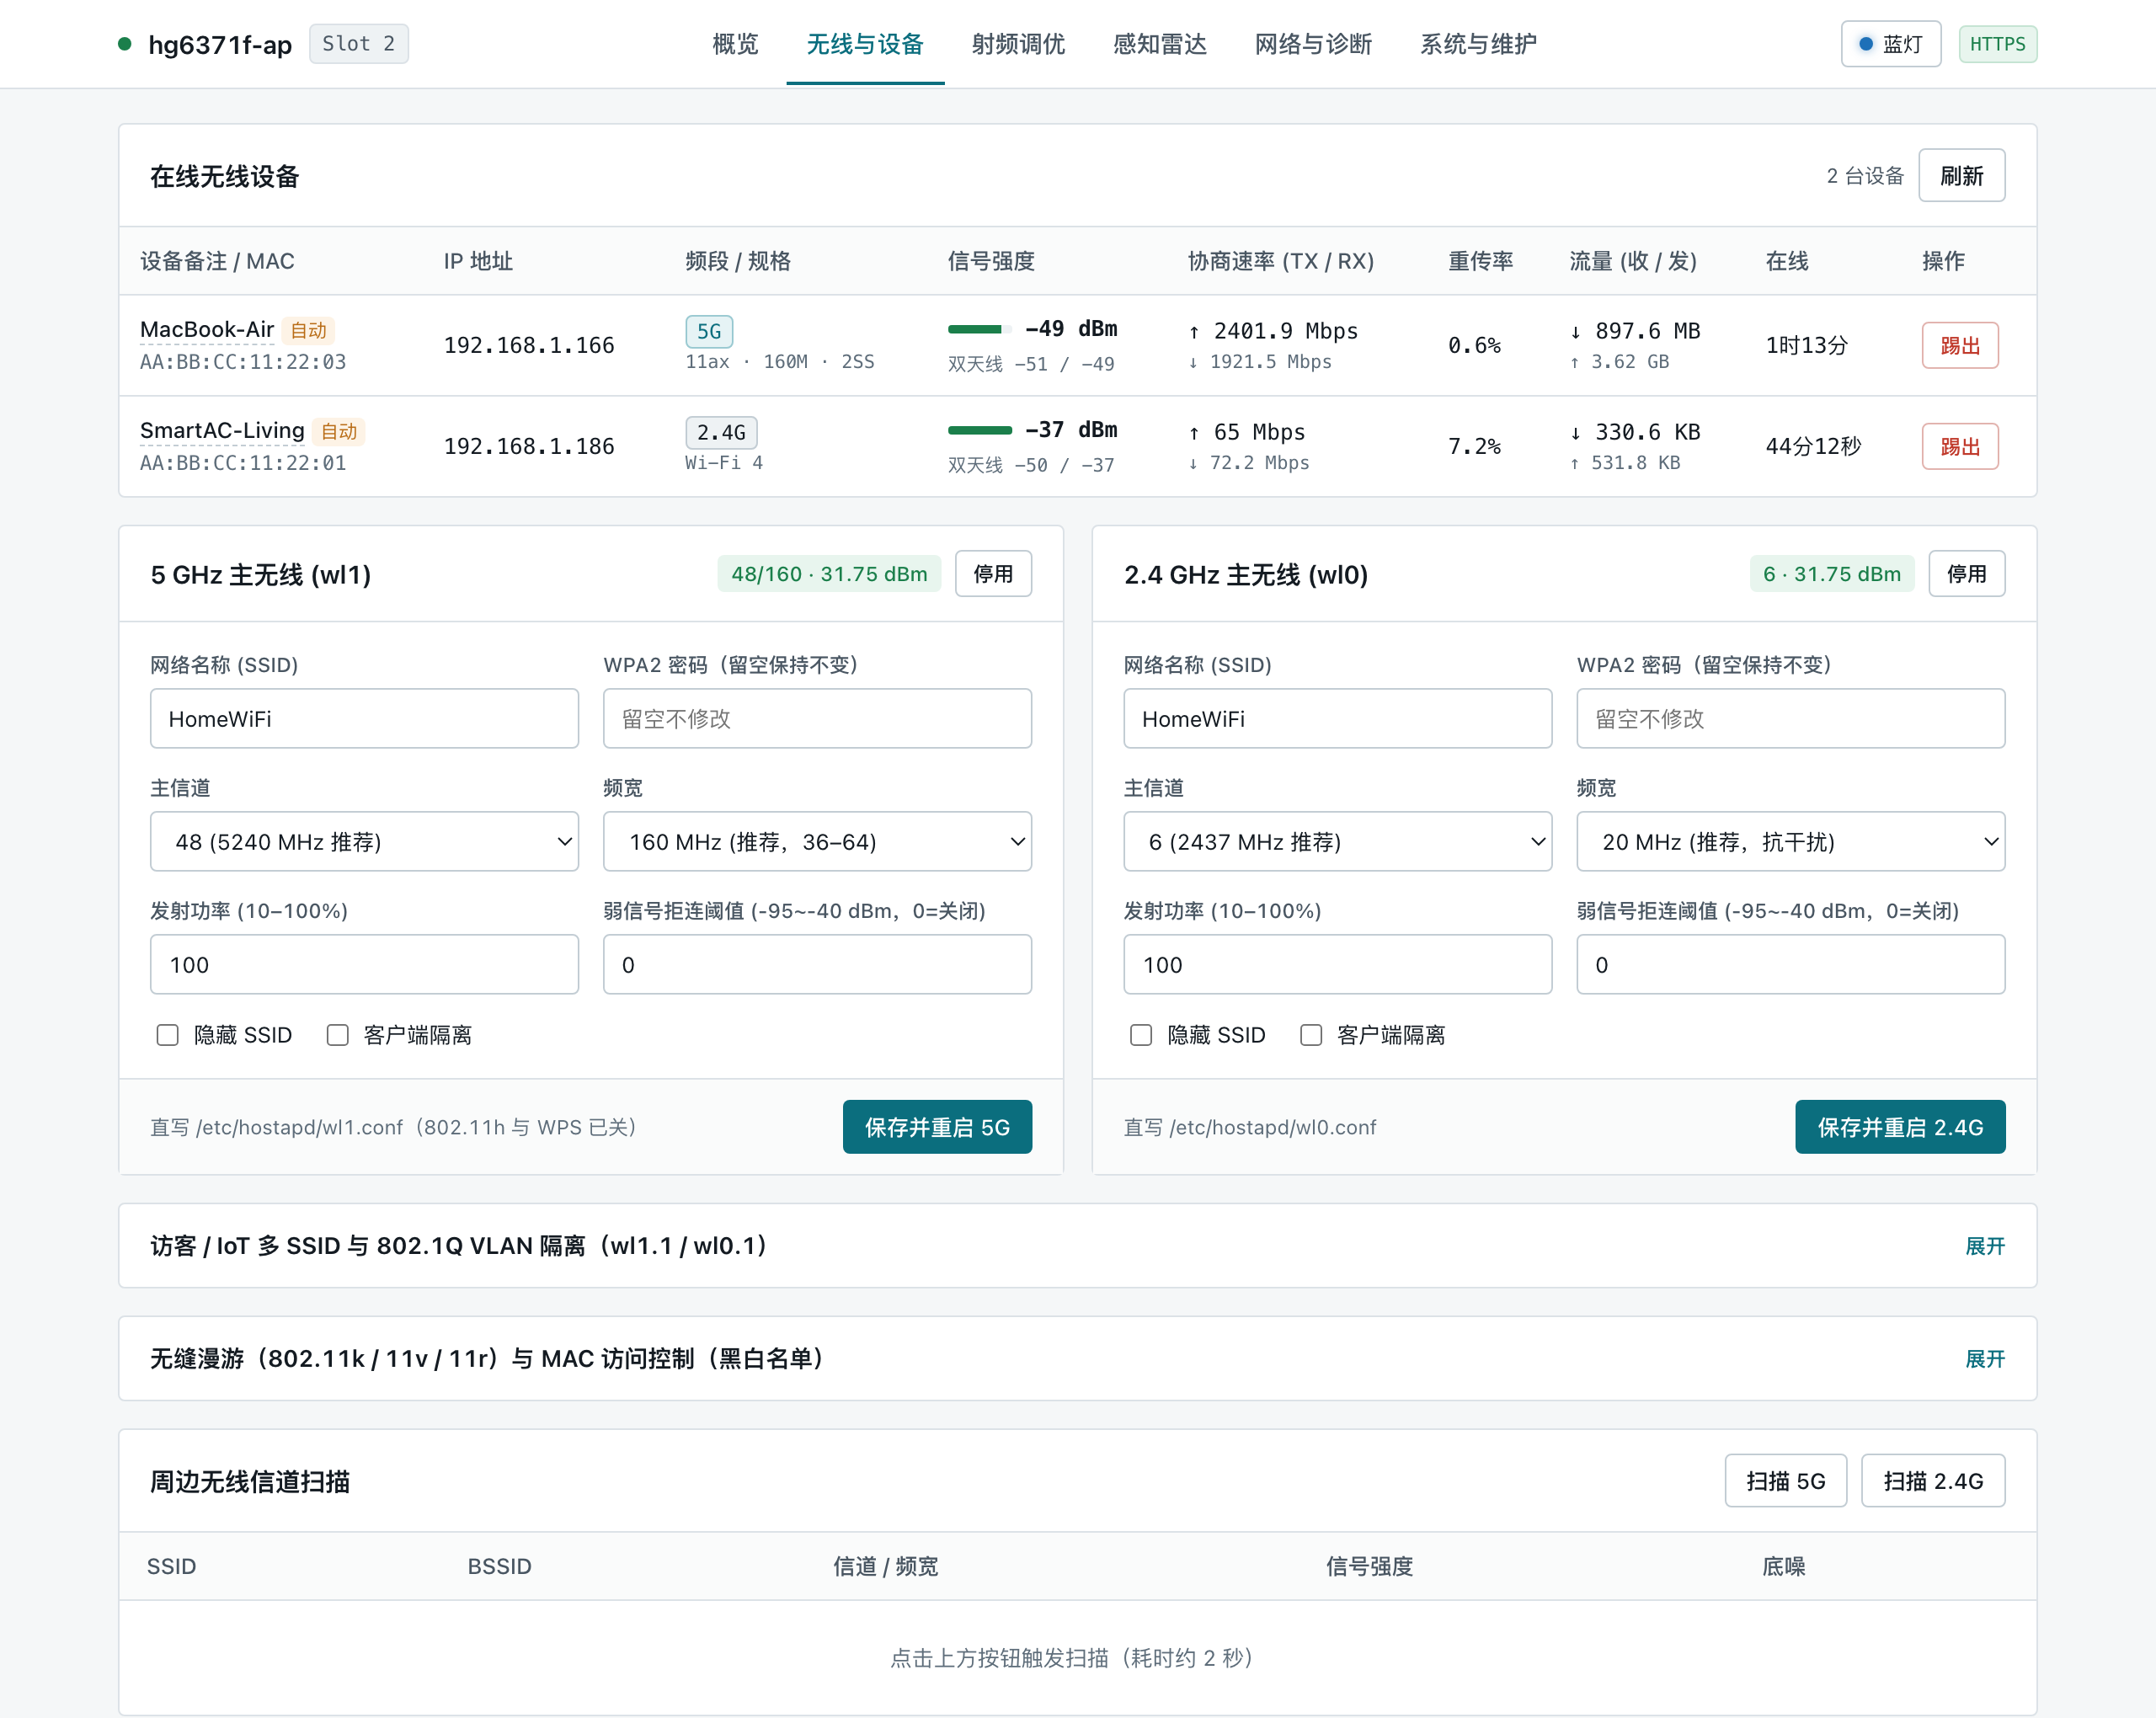 hg6371f-ap Slot 2 概览 无线与设备 射频调优 感知雷达 网络与诊断 系统与维护 蓝灯 HTTPS
在线无线设备 2 台设备 刷新
设备备注 / MAC IP 地址 频段 / 规格 信号强度 协商速率 (TX / RX) 重传率 流量 (收 / 发) 在线 操作
MacBook-Air 自动 192.168.1.166 5G −49 dBm ↑ 2401.9 Mbps 0.6% ↓ 897.6 MB 1时13分 踢出
AA:BB:CC:11:22:03 11ax · 160M · 2SS 双天线 −51 / −49 ↓ 1921.5 Mbps ↑ 3.62 GB
SmartAC-Living 自动 192.168.1.186 2.4G −37 dBm ↑ 65 Mbps 7.2% ↓ 330.6 KB 44分12秒 踢出
AA:BB:CC:11:22:01 Wi-Fi 4 双天线 −50 / −37 ↓ 72.2 Mbps ↑ 531.8 KB
5 GHz 主无线 (wl1) 48/160 · 31.75 dBm 停用
网络名称 (SSID) WPA2 密码（留空保持不变）
HomeWiFi 留空不修改
主信道 频宽
48 (5240 MHz 推荐) 160 MHz (推荐，36–64)
发射功率 (10–100%) 弱信号拒连阈值 (-95~-40 dBm，0=关闭)
100 0
隐藏 SSID 客户端隔离
直写 /etc/hostapd/wl1.conf（802.11h 与 WPS 已关） 保存并重启 5G
2.4 GHz 主无线 (wl0) 6 · 31.75 dBm 停用
网络名称 (SSID) WPA2 密码（留空保持不变）
HomeWiFi 留空不修改
主信道 频宽
6 (2437 MHz 推荐) 20 MHz (推荐，抗干扰)
发射功率 (10–100%) 弱信号拒连阈值 (-95~-40 dBm，0=关闭)
100 0
隐藏 SSID 客户端隔离
直写 /etc/hostapd/wl0.conf 保存并重启 2.4G
访客 / IoT 多 SSID 与 802.1Q VLAN 隔离（wl1.1 / wl0.1） 展开
无缝漫游（802.11k / 11v / 11r）与 MAC 访问控制（黑白名单） 展开
周边无线信道扫描 扫描 5G 扫描 2.4G
SSID BSSID 信道 / 频宽 信号强度 底噪
点击上方按钮触发扫描（耗时约 2 秒）